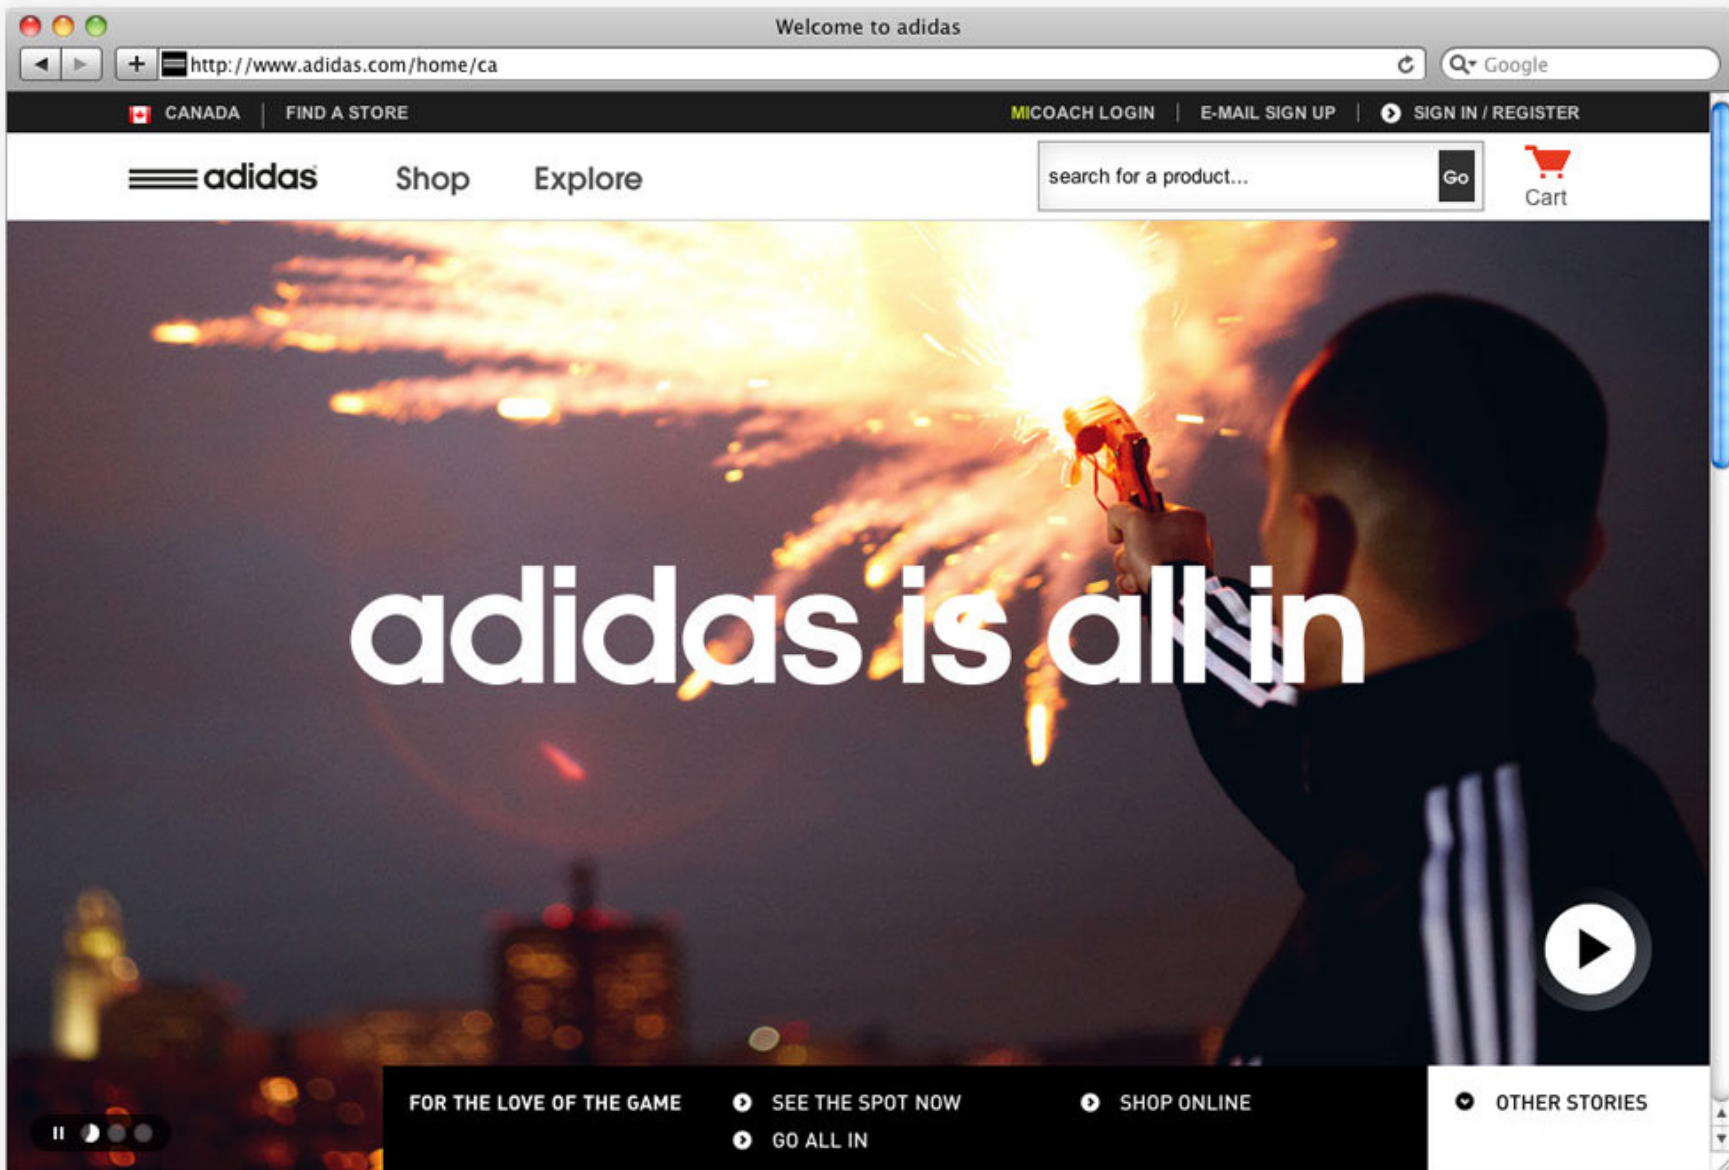 Welcome to adidas
http://www.adidas.com/home/ca
Google
CANADA
FIND A STORE
MICOACH LOGIN
E-MAIL SIGN UP
SIGN IN / REGISTER
adidas
Shop
Explore
search for a product...
Go
Cart
adidas is all in
FOR THE LOVE OF THE GAME
SEE THE SPOT NOW
SHOP ONLINE
OTHER STORIES
GO ALL IN